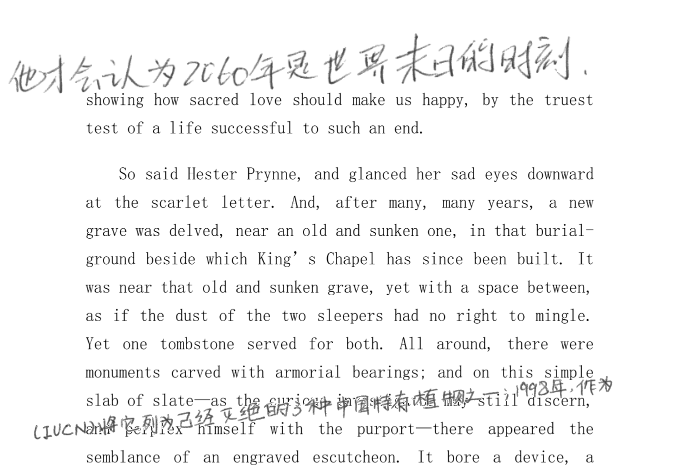 他才会认为2060年是世界末日的时刻.
showing how sacred love should make us happy, by the truest
test of a life successful to such an end.
So said Hester Prynne, and glanced her sad eyes downward
at the scarlet letter. And, after many, many years, a new
grave was delved, near an old and sunken one, in that burial-
ground beside which King's Chapel has since been built. It
was near that old and sunken grave, yet with a space between,
as if the dust of the two sleepers had no right to mingle.
Yet one tombstone served for both. All around, there were
monuments carved with armorial bearings; and on this simple
slab of slate—as the curious still discern,
(IUCN)将它列为已经灭绝的3种中国特有植物之一;1998年,作为
himself with the purport—there appeared the
semblance of an engraved escutcheon. It bore a device, a